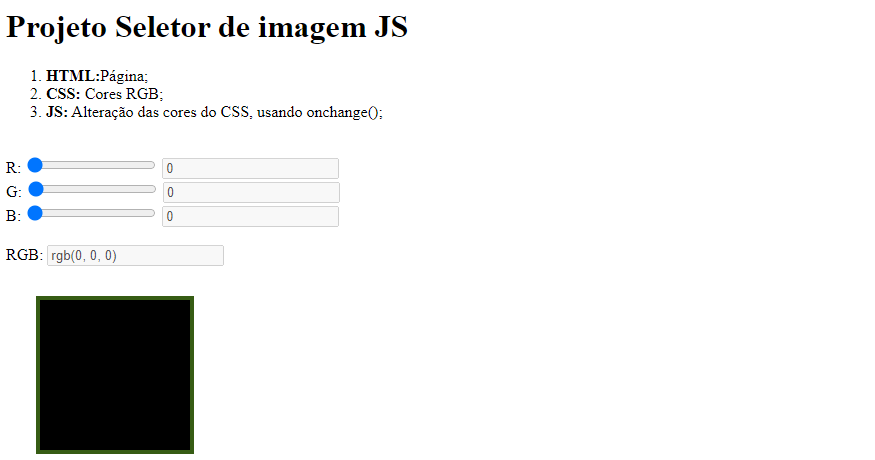 Projeto Seletor de imagem JS
1. HTML:Página;
2. CSS: Cores RGB;
3. JS: Alteração das cores do CSS, usando onchange();
R: 0
G: 0
B: 0
RGB: rgb(0, 0, 0)